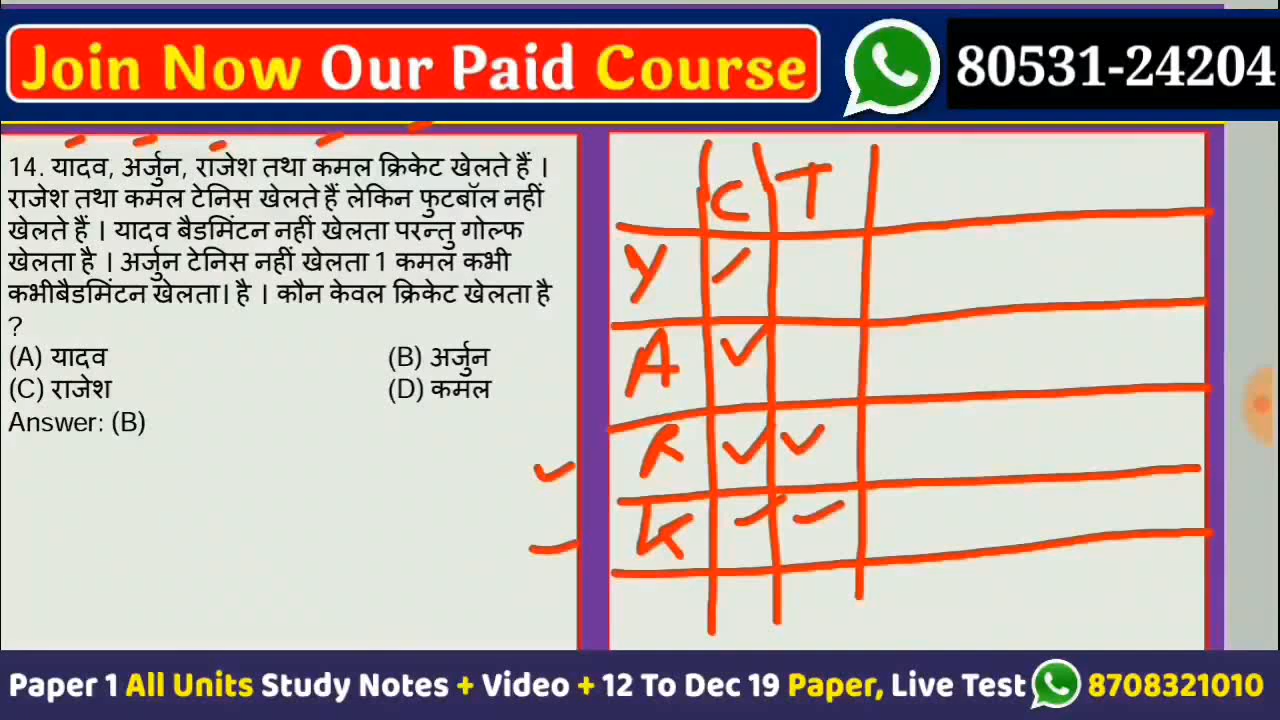 Join Now Our Paid Course
80531-24204
14. यादव, अर्जुन, राजेश तथा कमल क्रिकेट खेलते हैं ।
राजेश तथा कमल टेनिस खेलते हैं लेकिन फुटबॉल नहीं
खेलते हैं । यादव बैडमिंटन नहीं खेलता परन्तु गोल्फ
खेलता है । अर्जुन टेनिस नहीं खेलता 1 कमल कभी
कभीबैडमिंटन खेलता। है । कौन केवल क्रिकेट खेलता है
?
(A) यादव (B) अर्जुन
(C) राजेश (D) कमल
Answer: (B)
C T
Y ✓
A ✓
R ✓ ✓
K ✓ ✓
Paper 1 All Units Study Notes + Video + 12 To Dec 19 Paper, Live Test 8708321010